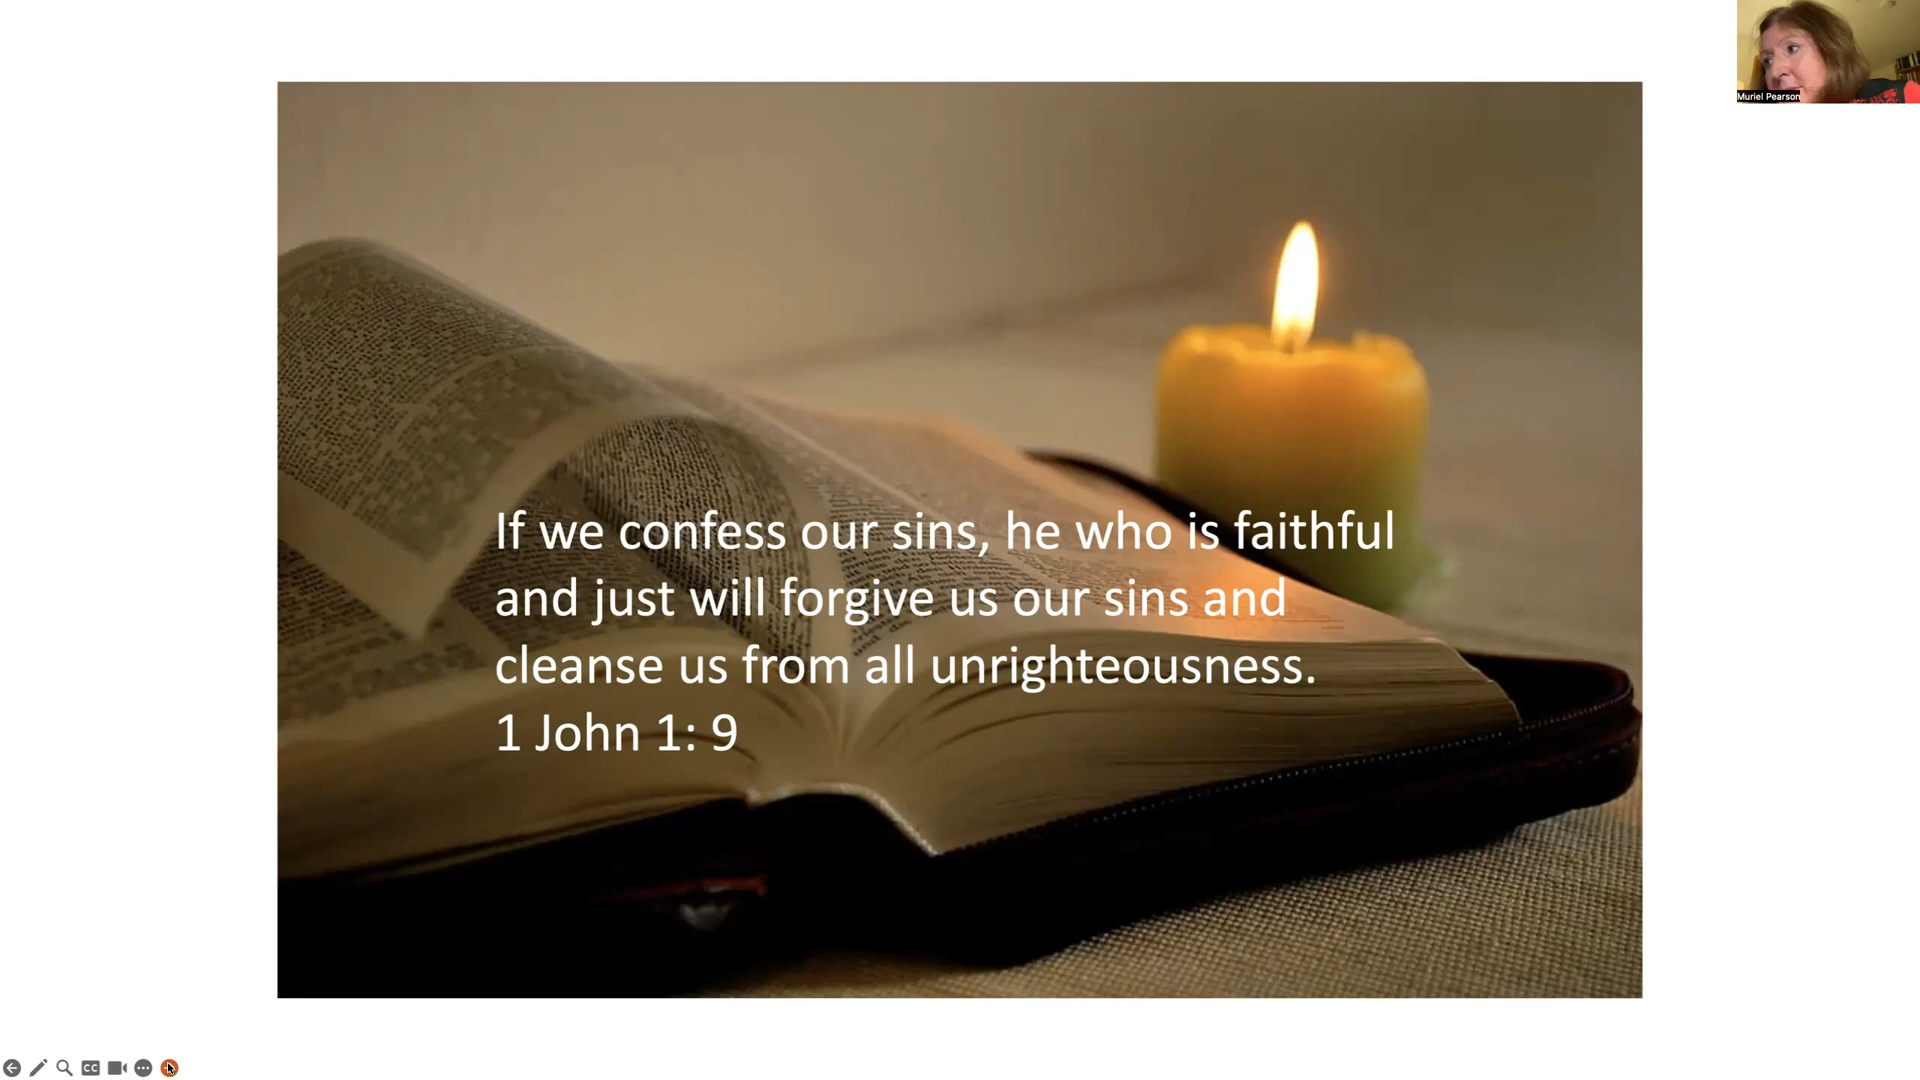 Muriel Pearson
If we confess our sins, he who is faithful
and just will forgive us our sins and
cleanse us from all unrighteousness.
1 John 1: 9
CC